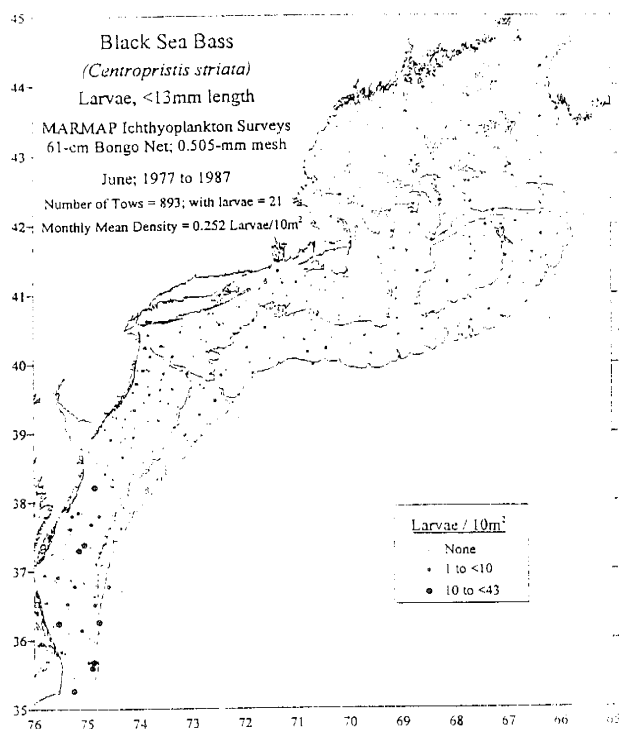 Black Sea Bass
(Centropristis striata)
Larvae, <13mm length
MARMAP Ichthyoplankton Surveys
61-cm Bongo Net; 0.505-mm mesh
June; 1977 to 1987
Number of Tows = 893; with larvae = 21
Monthly Mean Density = 0.252 Larvae/10m²
45
44
43
42
41
40
39
38
37
36
35
Larvae / 10m²
None
1 to <10
10 to <43
76 75 74 73 72 71 70 69 68 67 66 65